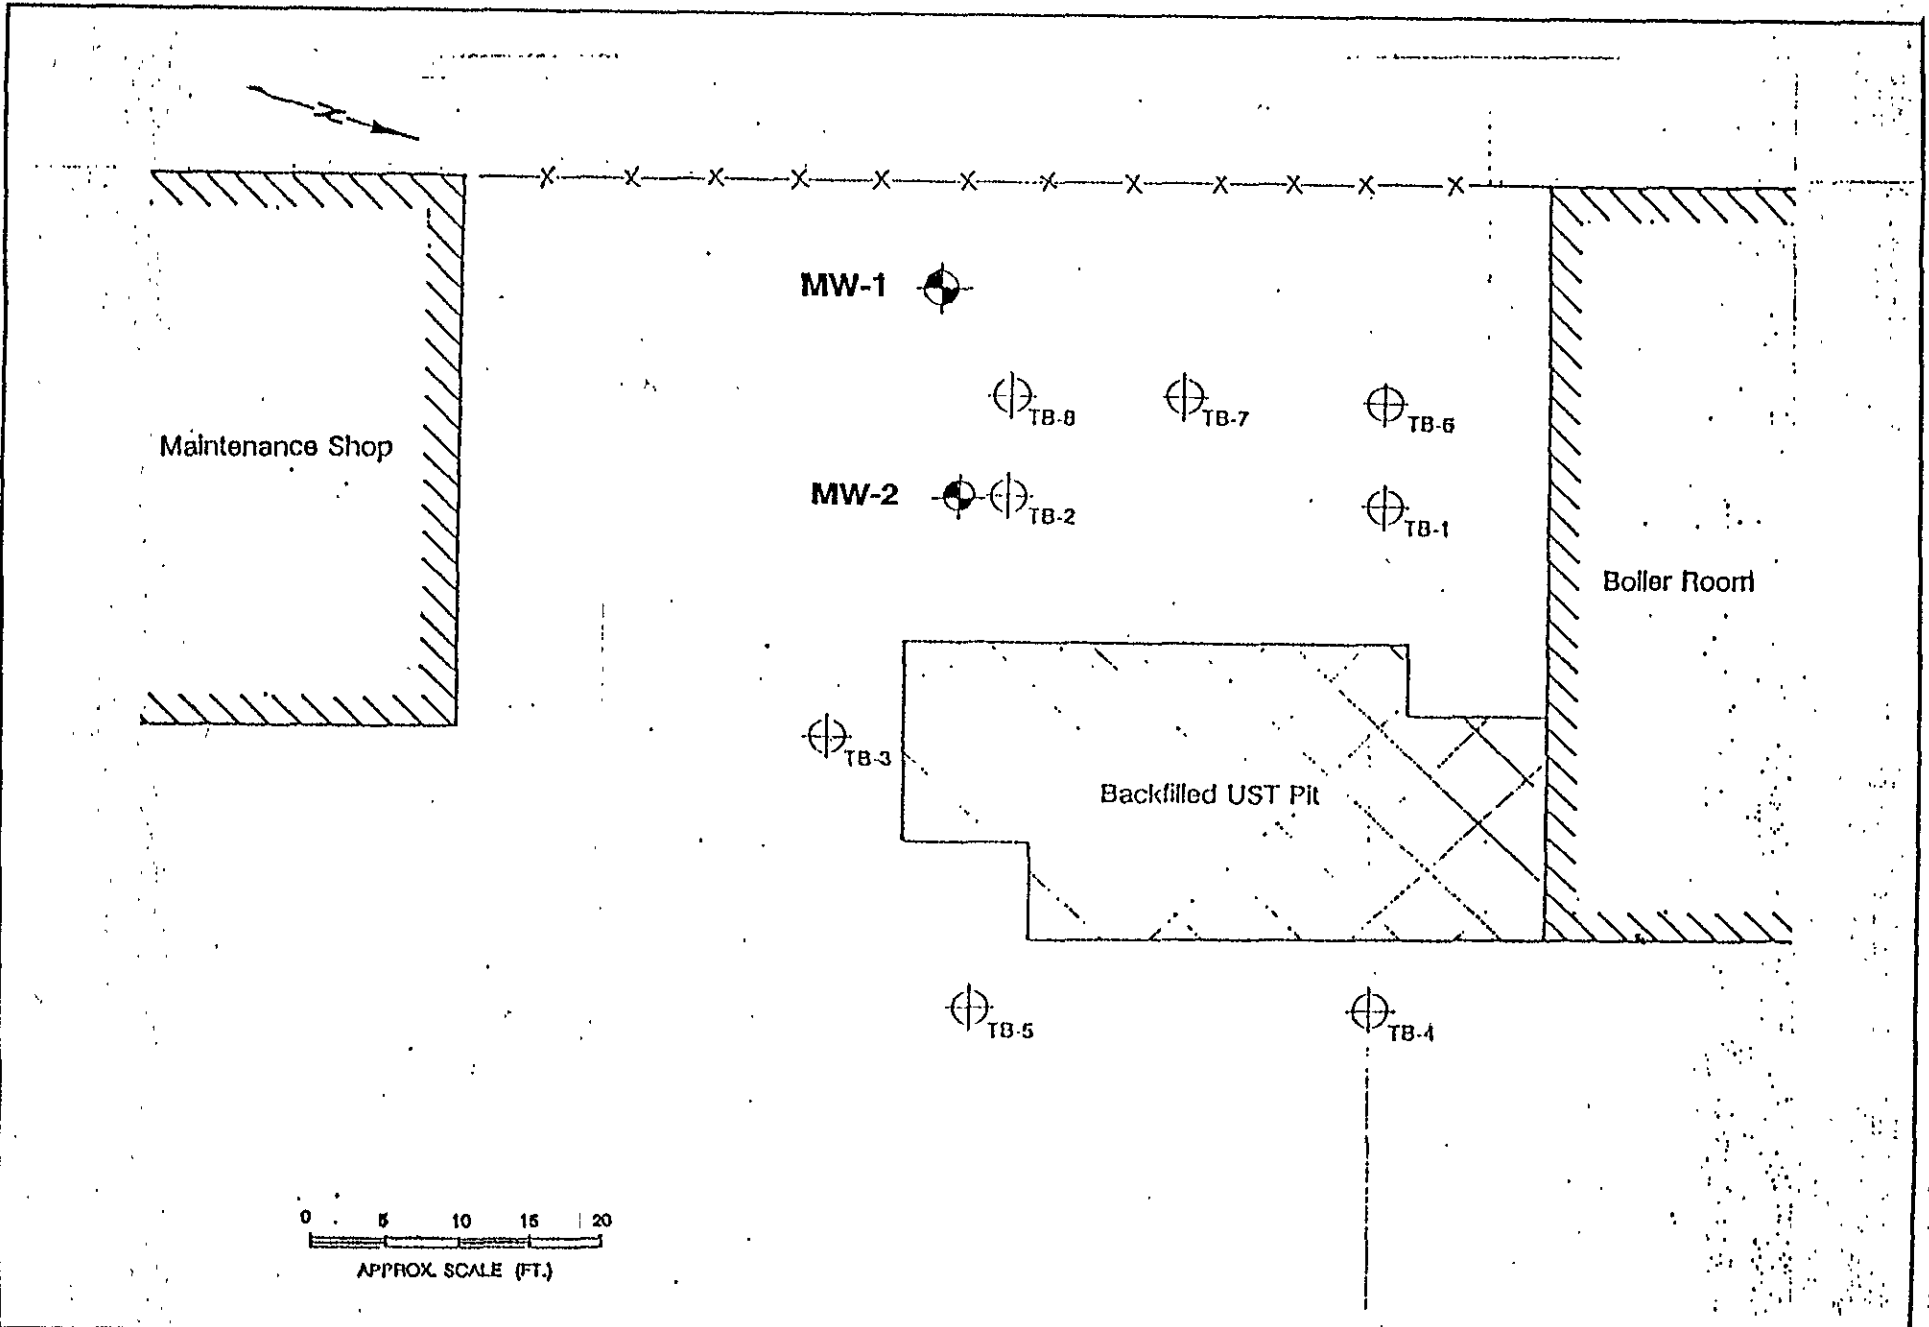 N
X X X X X X X X X X X X
MW-1
TB-8
TB-7
TB-6
Maintenance Shop
MW-2
TB-2
TB-1
Boiler Room
TB-3
Backfilled UST Pit
TB-5
TB-4
0 5 10 15 20
APPROX. SCALE (FT.)